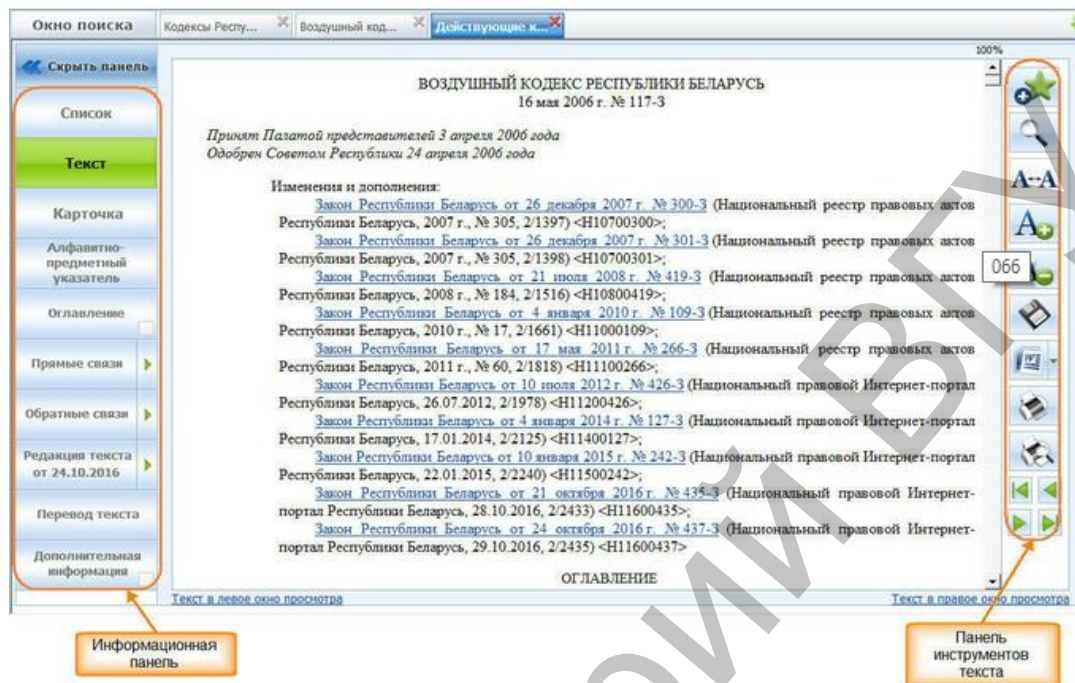 Окно поиска
Кодексы Респу...
Воздушный код...
Действующие к...
100%
Скрыть панель
Список
Текст
Карточка
Алфавитно-
предметный
указатель
Оглавление
Прямые связи
Обратные связи
Редакция текста
от 24.10.2016
Перевод текста
Дополнительная
информация
ВОЗДУШНЫЙ КОДЕКС РЕСПУБЛИКИ БЕЛАРУСЬ
16 мая 2006 г. № 117-З
Принят Палатой представителей 3 апреля 2006 года
Одобрен Советом Республики 24 апреля 2006 года
Изменения и дополнения:
Закон Республики Беларусь от 26 декабря 2007 г. № 300-З (Национальный реестр правовых актов
Республики Беларусь, 2007 г., № 305, 2/1397) <H10700300>;
Закон Республики Беларусь от 26 декабря 2007 г. № 301-З (Национальный реестр правовых актов
Республики Беларусь, 2007 г., № 305, 2/1398) <H10700301>;
Закон Республики Беларусь от 21 июля 2008 г. № 419-З (Национальный реестр правовых актов
Республики Беларусь, 2008 г., № 184, 2/1516) <H10800419>;
Закон Республики Беларусь от 4 января 2010 г. № 109-З (Национальный реестр правовых актов
Республики Беларусь, 2010 г., № 17, 2/1661) <H11000109>;
Закон Республики Беларусь от 17 мая 2011 г. № 266-З (Национальный реестр правовых актов
Республики Беларусь, 2011 г., № 60, 2/1818) <H11100266>;
Закон Республики Беларусь от 10 июля 2012 г. № 426-З (Национальный правовой Интернет-портал
Республики Беларусь, 26.07.2012, 2/1978) <H11200426>;
Закон Республики Беларусь от 4 января 2014 г. № 127-З (Национальный правовой Интернет-портал
Республики Беларусь, 17.01.2014, 2/2125) <H11400127>;
Закон Республики Беларусь от 10 января 2015 г. № 242-З (Национальный правовой Интернет-портал
Республики Беларусь, 22.01.2015, 2/2240) <H11500242>;
Закон Республики Беларусь от 21 октября 2016 г. № 435-З (Национальный правовой Интернет-
портал Республики Беларусь, 28.10.2016, 2/2433) <H11600435>;
Закон Республики Беларусь от 24 октября 2016 г. № 437-З (Национальный правовой Интернет-
портал Республики Беларусь, 29.10.2016, 2/2435) <H11600437>
ОГЛАВЛЕНИЕ
A↔A
A
066
Текст в левое окно просмотра
Текст в правое окно просмотра
Информационная
панель
Панель
инструментов
текста